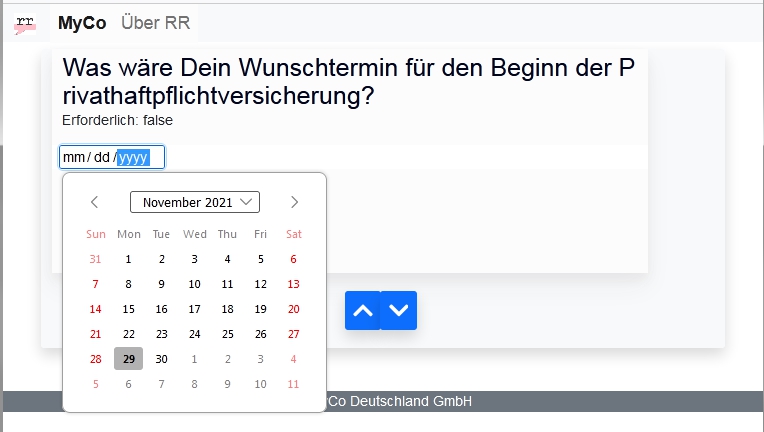 rr MyCo Über RR
Was wäre Dein Wunschtermin für den Beginn der P
rivathaftpflichtversicherung?
Erforderlich: false
mm/dd/yyyy
November 2021
Sun Mon Tue Wed Thu Fri Sat
31 1 2 3 4 5 6
7 8 9 10 11 12 13
14 15 16 17 18 19 20
21 22 23 24 25 26 27
28 29 30 1 2 3 4
5 6 7 8 9 10 11
Co Deutschland GmbH